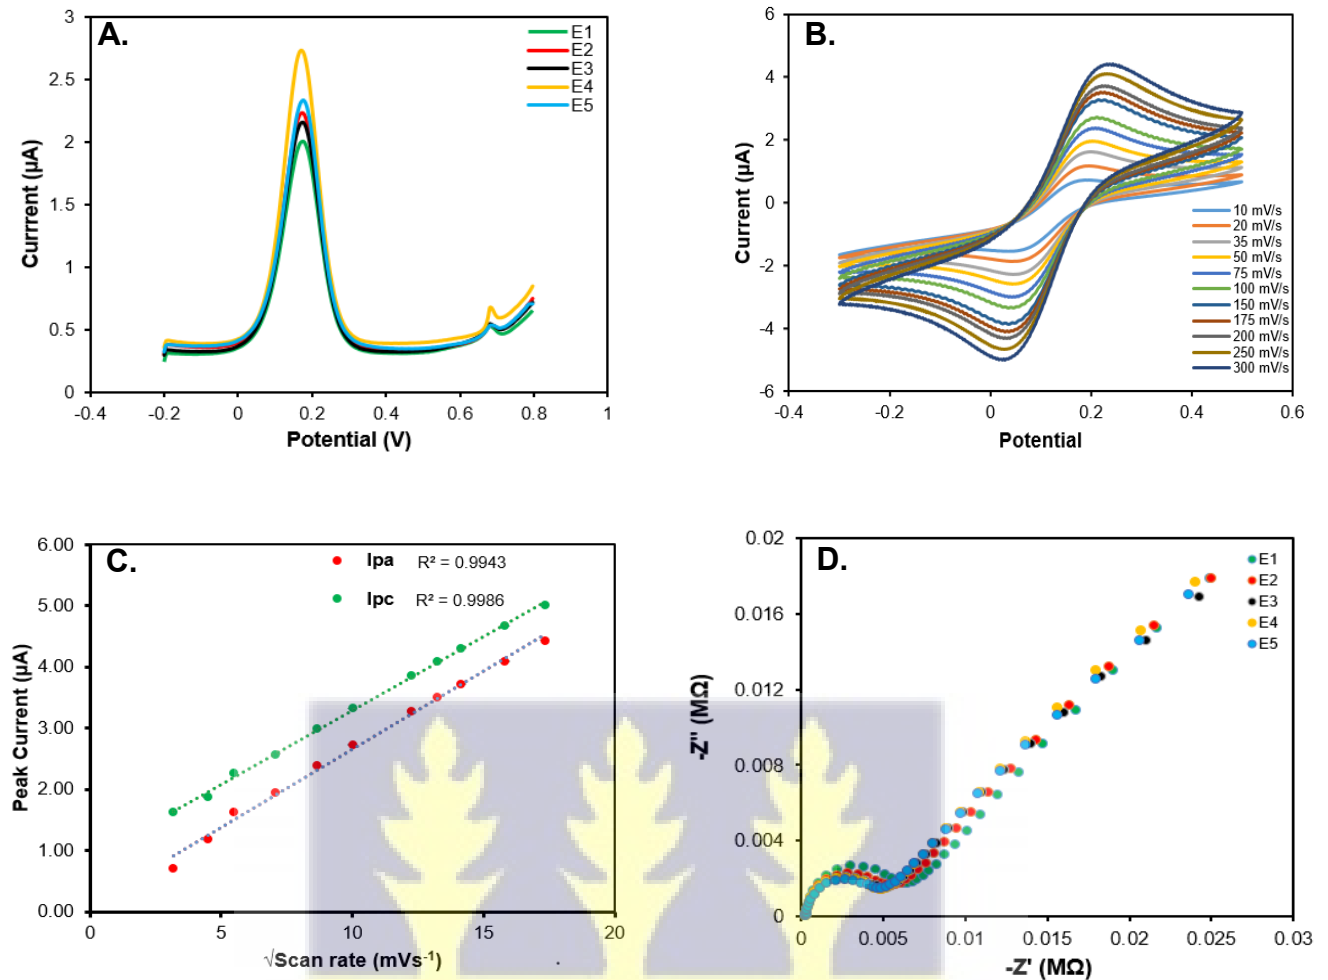 A.
3
2.5
2
1.5
1
0.5
0
-0.4 -0.2 0 0.2 0.4 0.6 0.8 1
Currrent (μA)
Potential (V)
E1
E2
E3
E4
E5
B.
6
4
2
0
-2
-4
-6
-0.4 -0.2 0 0.2 0.4 0.6
Current (μA)
Potential
10 mV/s
20 mV/s
35 mV/s
50 mV/s
75 mV/s
100 mV/s
150 mV/s
175 mV/s
200 mV/s
250 mV/s
300 mV/s
C.
6.00
5.00
4.00
3.00
2.00
1.00
0.00
0 5 10 15 20
Peak Current (μA)
√Scan rate (mVs⁻¹)
Ipa R² = 0.9943
Ipc R² = 0.9986
D.
0.02
0.016
0.012
0.008
0.004
0
0 0.005 0.01 0.015 0.02 0.025 0.03
-Z'' (MΩ)
-Z' (MΩ)
E1
E2
E3
E4
E5